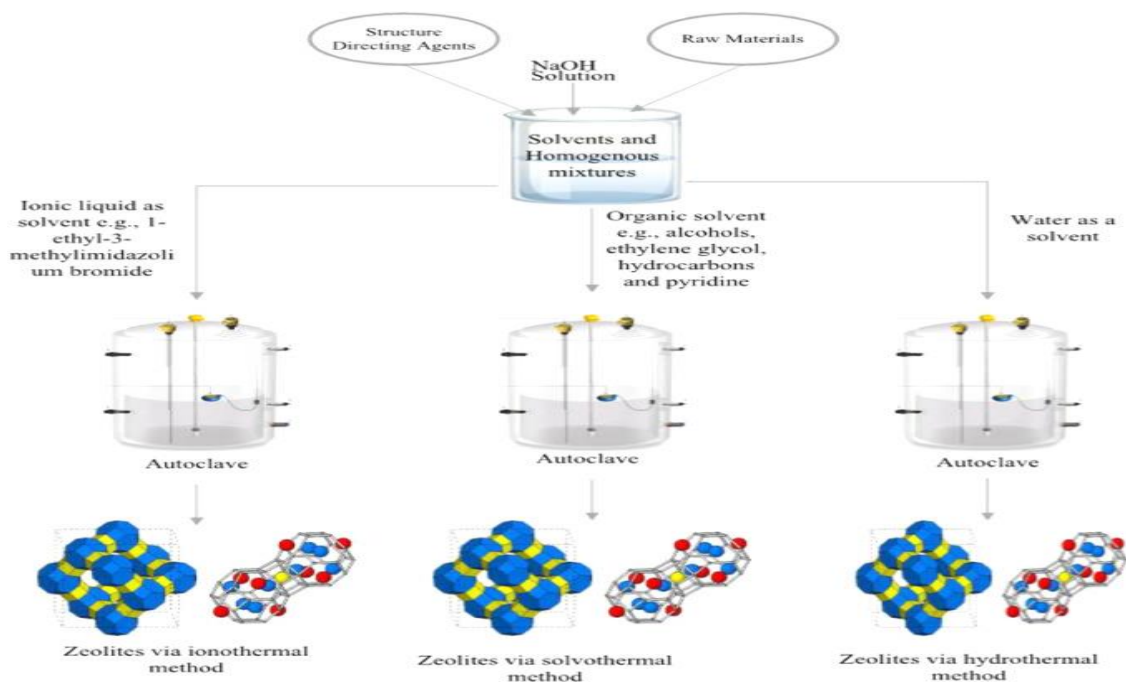 Structure
Directing Agents
Raw Materials
NaOH
Solution
Solvents and
Homogenous
mixtures
Ionic liquid as
solvent e.g., 1-
ethyl-3-
methylimidazoli
um bromide
Organic solvent
e.g., alcohols,
ethylene glycol,
hydrocarbons
and pyridine
Water as a
solvent
Autoclave
Autoclave
Autoclave
Zeolites via ionothermal
method
Zeolites via solvothermal
method
Zeolites via hydrothermal
method